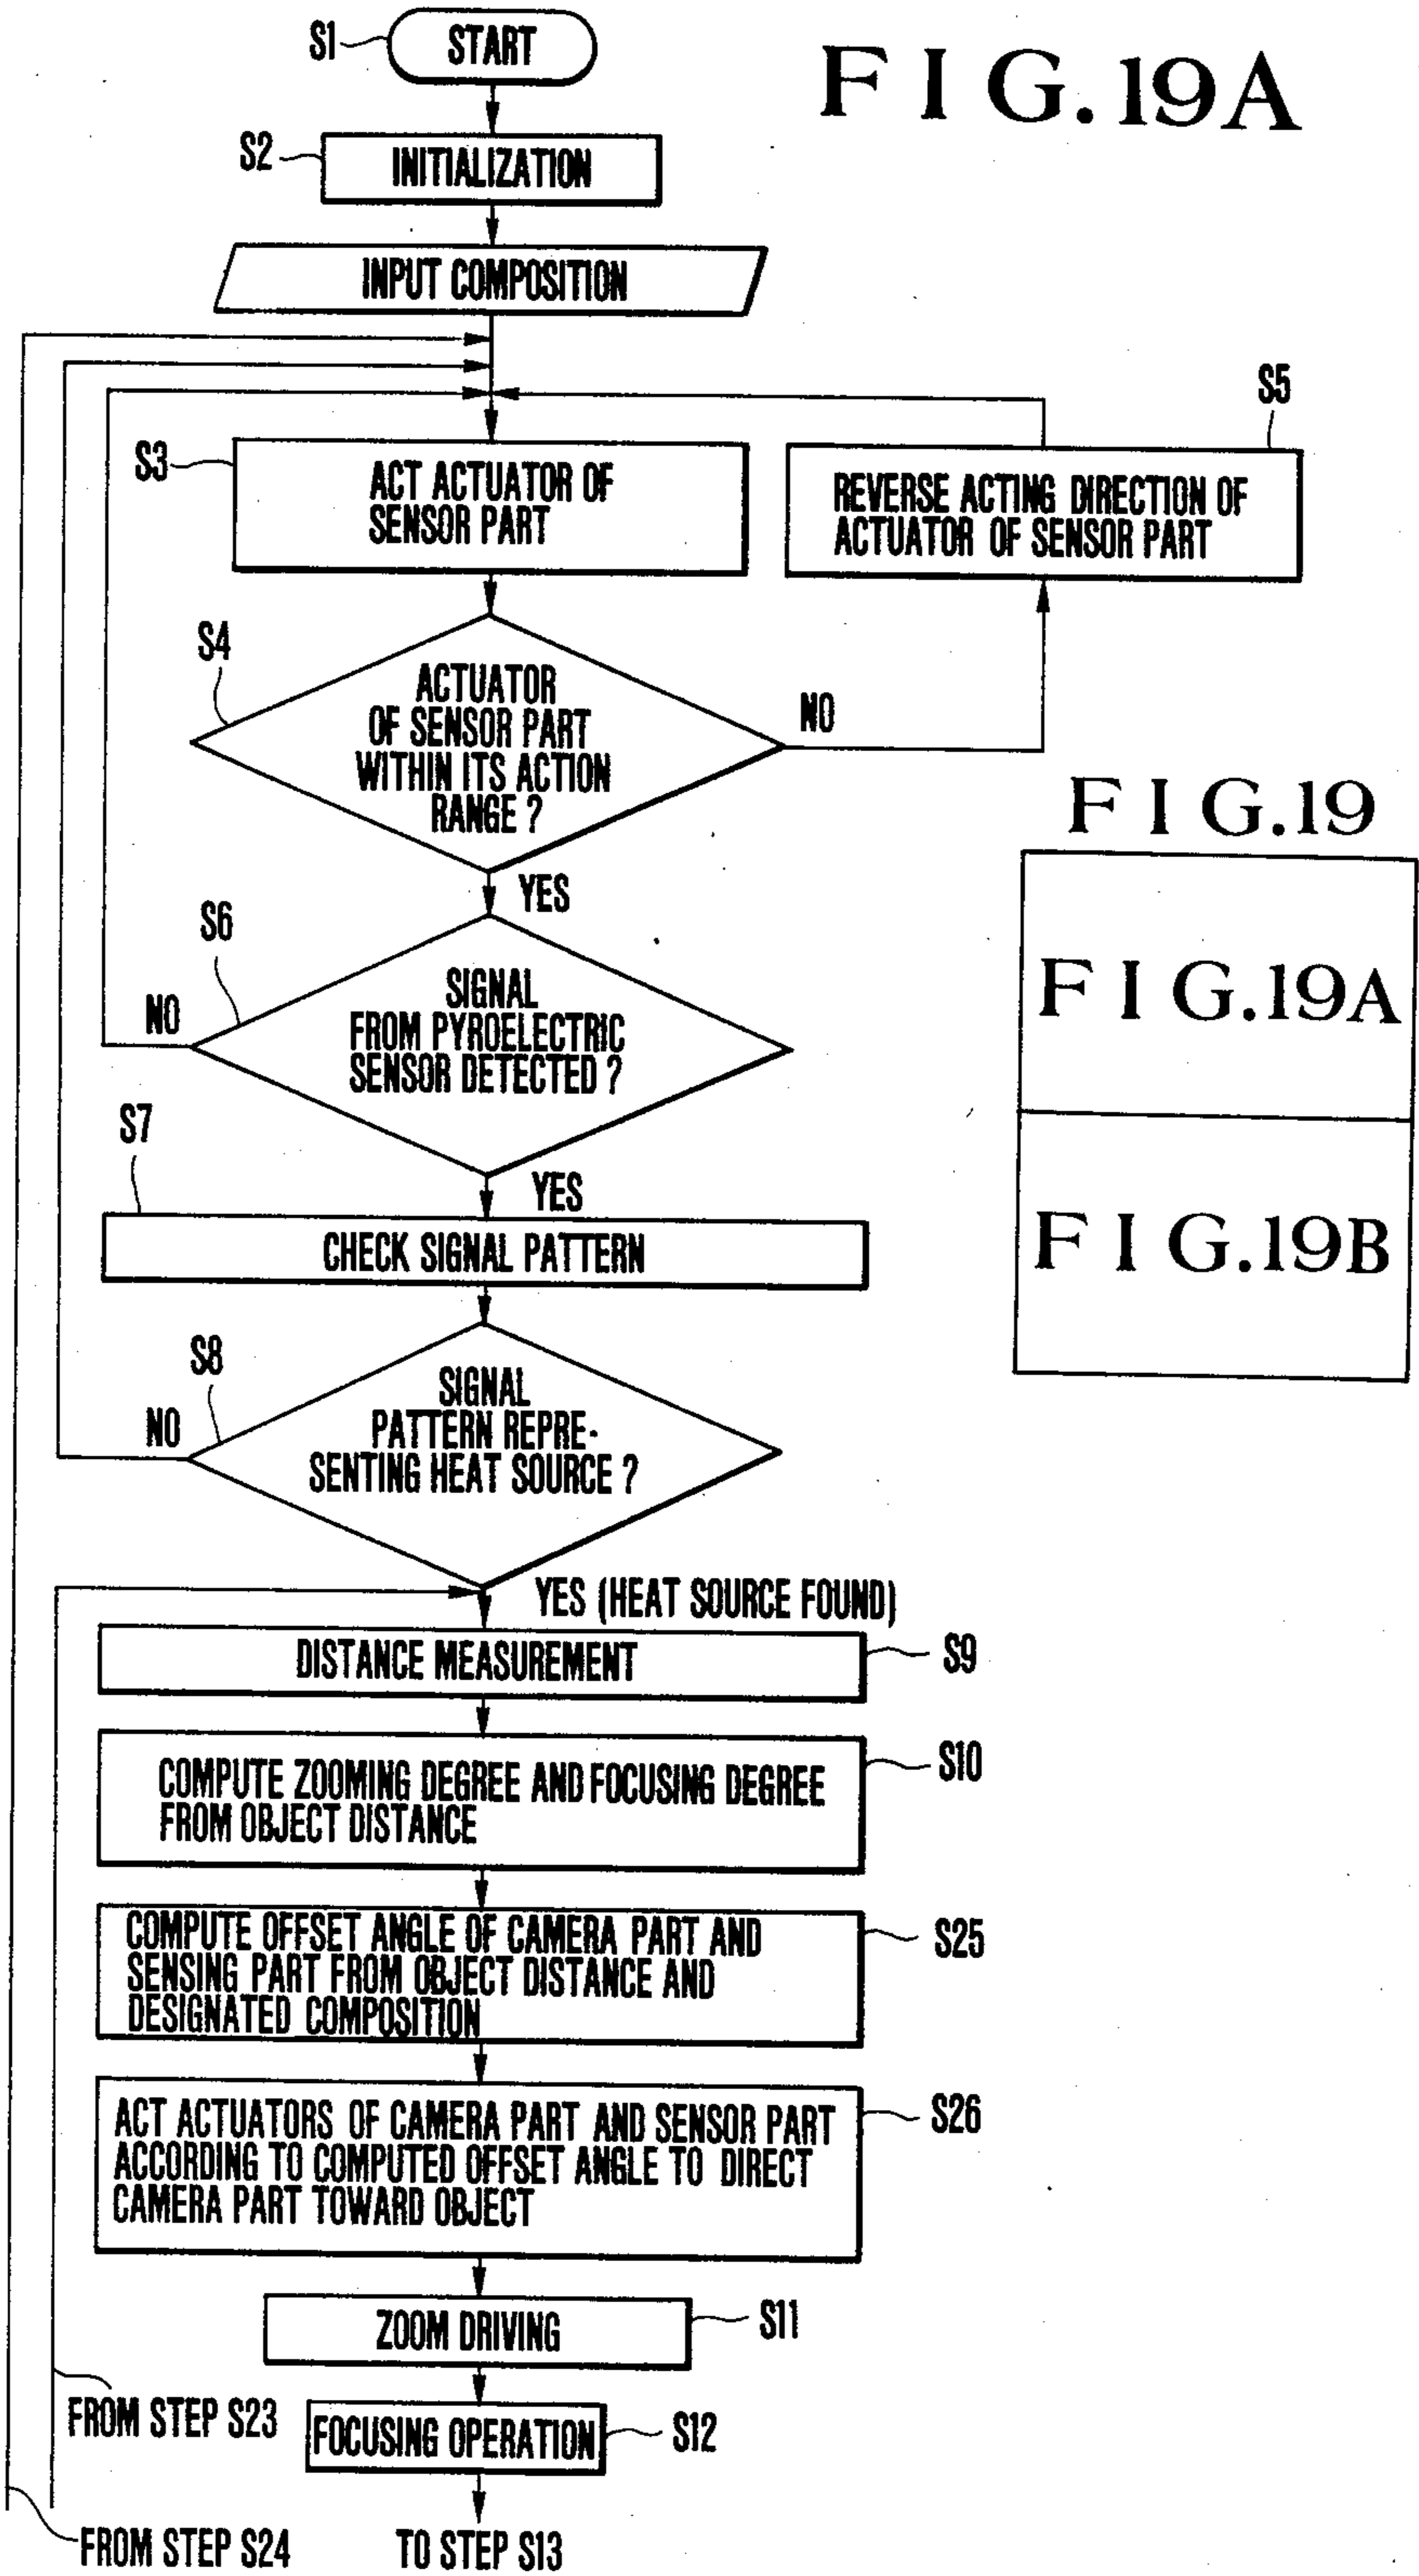 FIG.19A
S1
START
S2
INITIALIZATION
INPUT COMPOSITION
S3
ACT ACTUATOR OF
SENSOR PART
S5
REVERSE ACTING DIRECTION OF
ACTUATOR OF SENSOR PART
S4
ACTUATOR
OF SENSOR PART
WITHIN ITS ACTION
RANGE ?
NO
YES
FIG.19
FIG.19A
FIG.19B
S6
SIGNAL
FROM PYROELECTRIC
SENSOR DETECTED ?
NO
YES
S7
CHECK SIGNAL PATTERN
S8
SIGNAL
PATTERN REPRE-
SENTING HEAT SOURCE ?
NO
YES (HEAT SOURCE FOUND)
DISTANCE MEASUREMENT
S9
COMPUTE ZOOMING DEGREE AND FOCUSING DEGREE
FROM OBJECT DISTANCE
S10
COMPUTE OFFSET ANGLE OF CAMERA PART AND
SENSING PART FROM OBJECT DISTANCE AND
DESIGNATED COMPOSITION
S25
ACT ACTUATORS OF CAMERA PART AND SENSOR PART
ACCORDING TO COMPUTED OFFSET ANGLE TO DIRECT
CAMERA PART TOWARD OBJECT
S26
ZOOM DRIVING
S11
FROM STEP S23
FOCUSING OPERATION
S12
FROM STEP S24
TO STEP S13